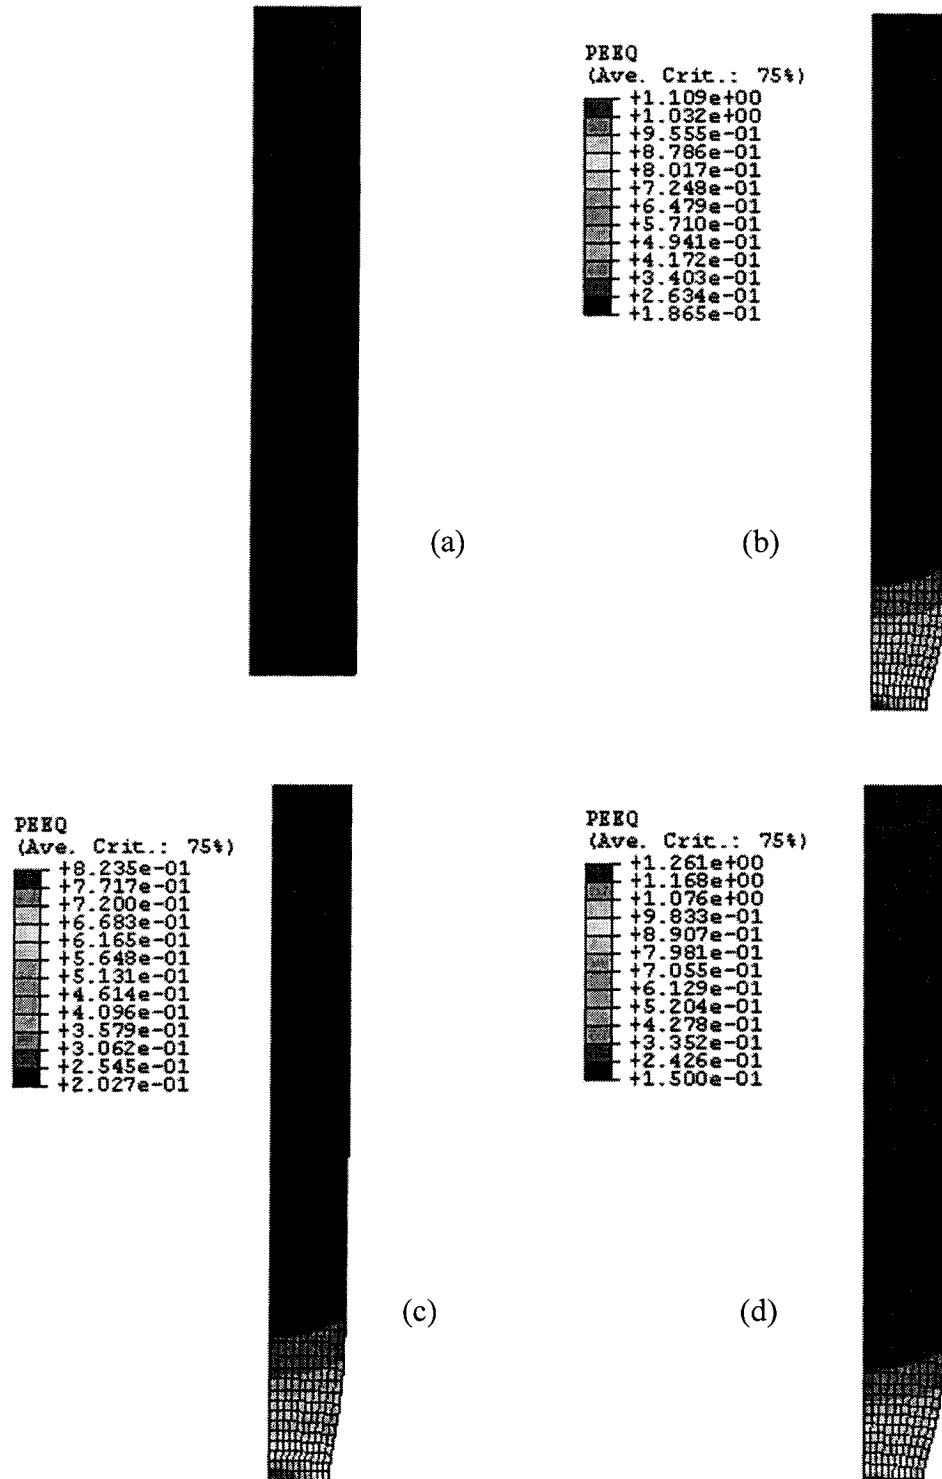 PEEQ
(Ave. Crit.: 75%)
+1.109e+00
+1.032e+00
+9.555e-01
+8.786e-01
+8.017e-01
+7.248e-01
+6.479e-01
+5.710e-01
+4.941e-01
+4.172e-01
+3.403e-01
+2.634e-01
+1.865e-01
(a)
(b)
PEEQ
(Ave. Crit.: 75%)
+8.235e-01
+7.717e-01
+7.200e-01
+6.683e-01
+6.165e-01
+5.648e-01
+5.131e-01
+4.614e-01
+4.096e-01
+3.579e-01
+3.062e-01
+2.545e-01
+2.027e-01
PEEQ
(Ave. Crit.: 75%)
+1.261e+00
+1.168e+00
+1.076e+00
+9.833e-01
+8.907e-01
+7.981e-01
+7.055e-01
+6.129e-01
+5.204e-01
+4.278e-01
+3.352e-01
+2.426e-01
+1.500e-01
(c)
(d)